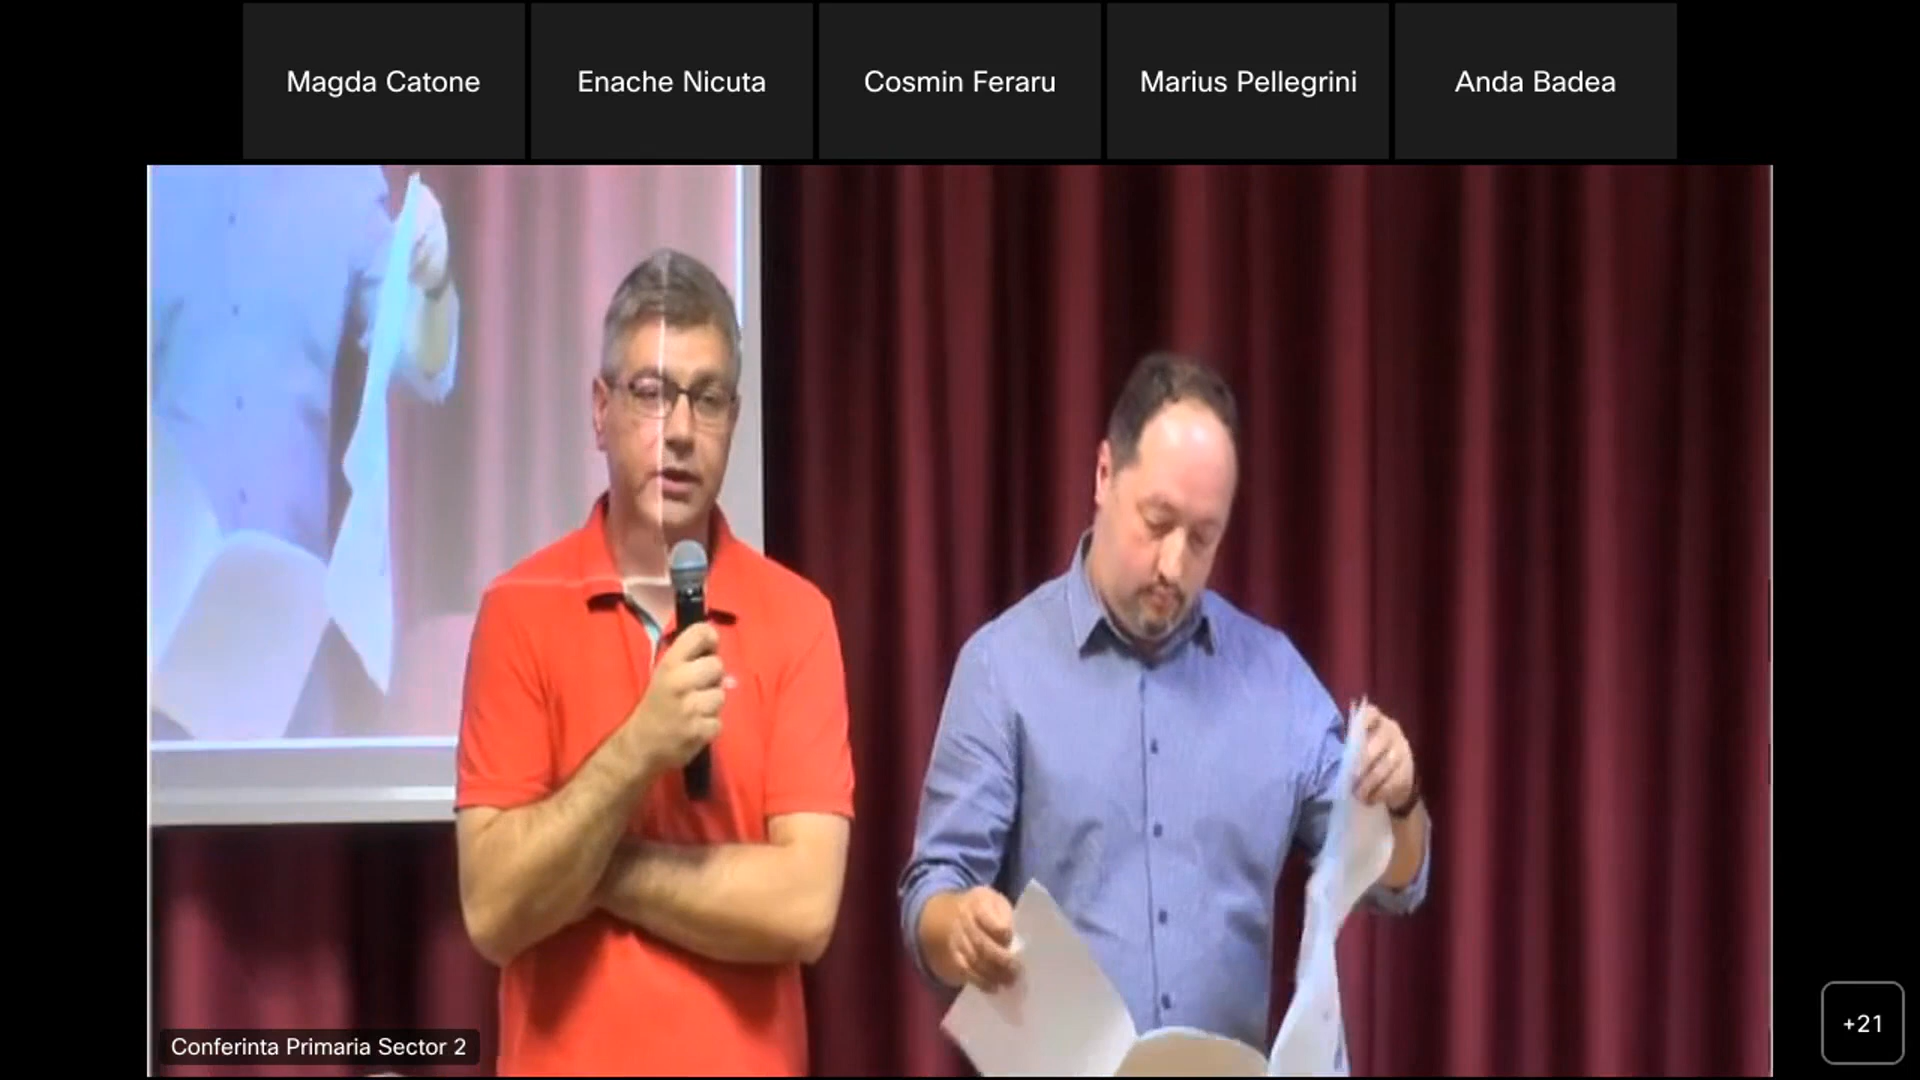 Magda Catone
Enache Nicuta
Cosmin Feraru
Marius Pellegrini
Anda Badea
Conferinta Primaria Sector 2
+21